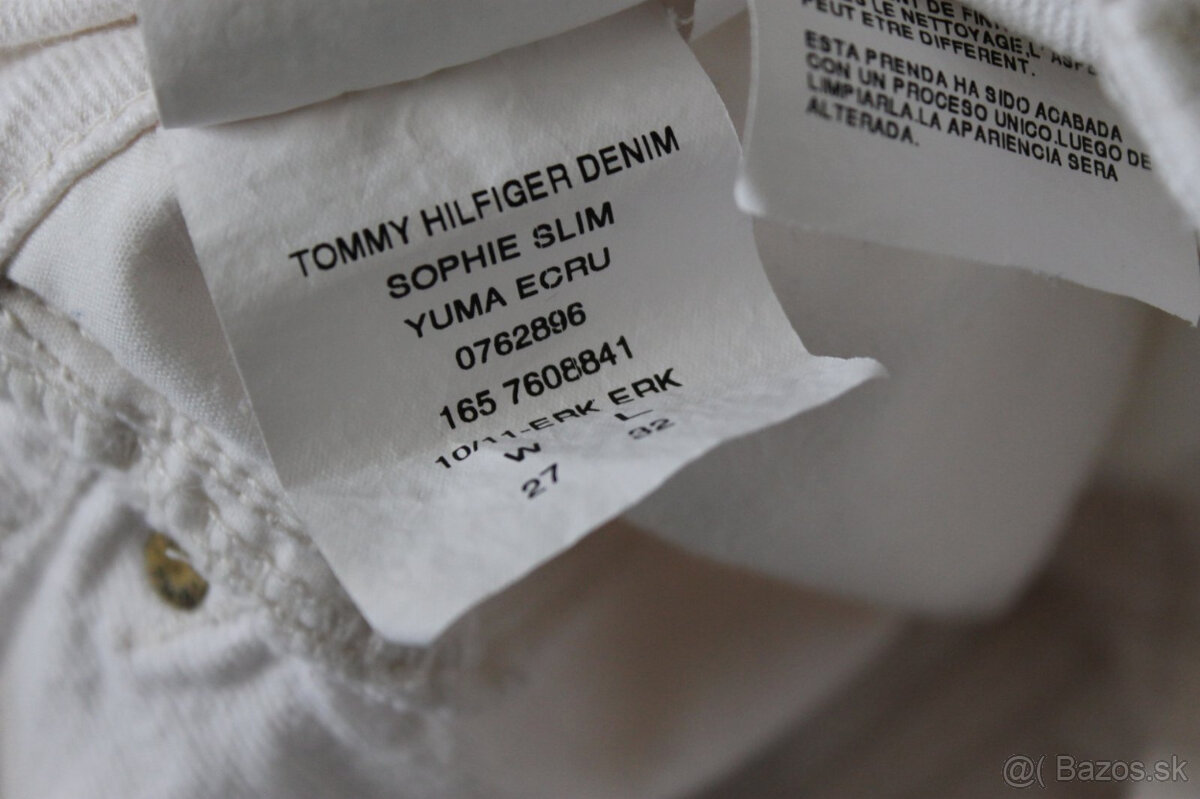 TOMMY HILFIGER DENIM
SOPHIE SLIM
YUMA ECRU
0762896
165 7608841
10/11-ERK ERK
W L
27 32
DE
LE NETTOYAGE,L'
PEUT ETRE DIFFERENT.
ESTA PRENDA HA SIDO ACABADA
CON UN PROCESO UNICO.LUEGO DE
LIMPIARLA.LA APARIENCIA SERA
ALTERADA.
@( Bazos.sk